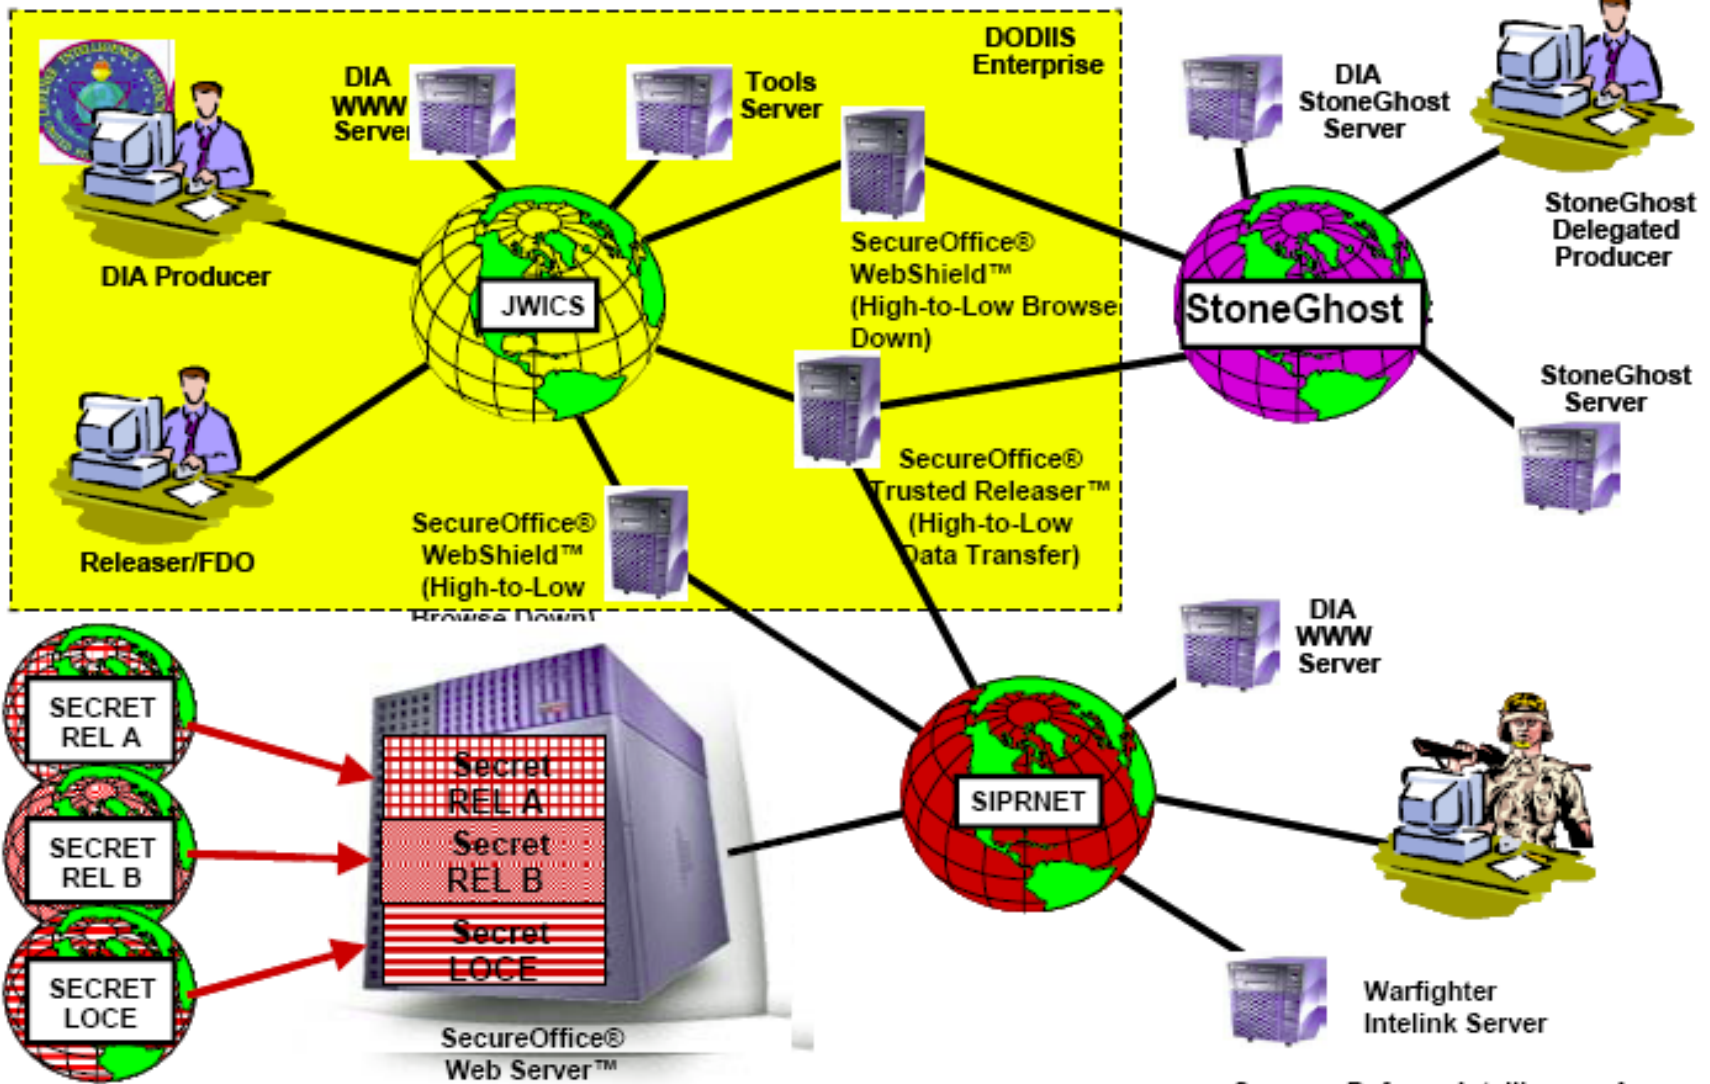 DODIIS
Enterprise
DIA
WWW
Server
Tools
Server
DIA
StoneGhost
Server
StoneGhost
Delegated
Producer
DIA Producer
JWICS
SecureOffice®
WebShield™
(High-to-Low Browse
Down)
StoneGhost
StoneGhost
Server
SecureOffice®
Trusted Releaser™
(High-to-Low
Data Transfer)
Releaser/FDO
SecureOffice®
WebShield™
(High-to-Low
Browse Down)
DIA
WWW
Server
SECRET
REL A
SECRET
REL B
SECRET
LOCE
Secret
REL A
Secret
REL B
Secret
LOCE
SecureOffice®
Web Server™
SIPRNET
Warfighter
Intelink Server